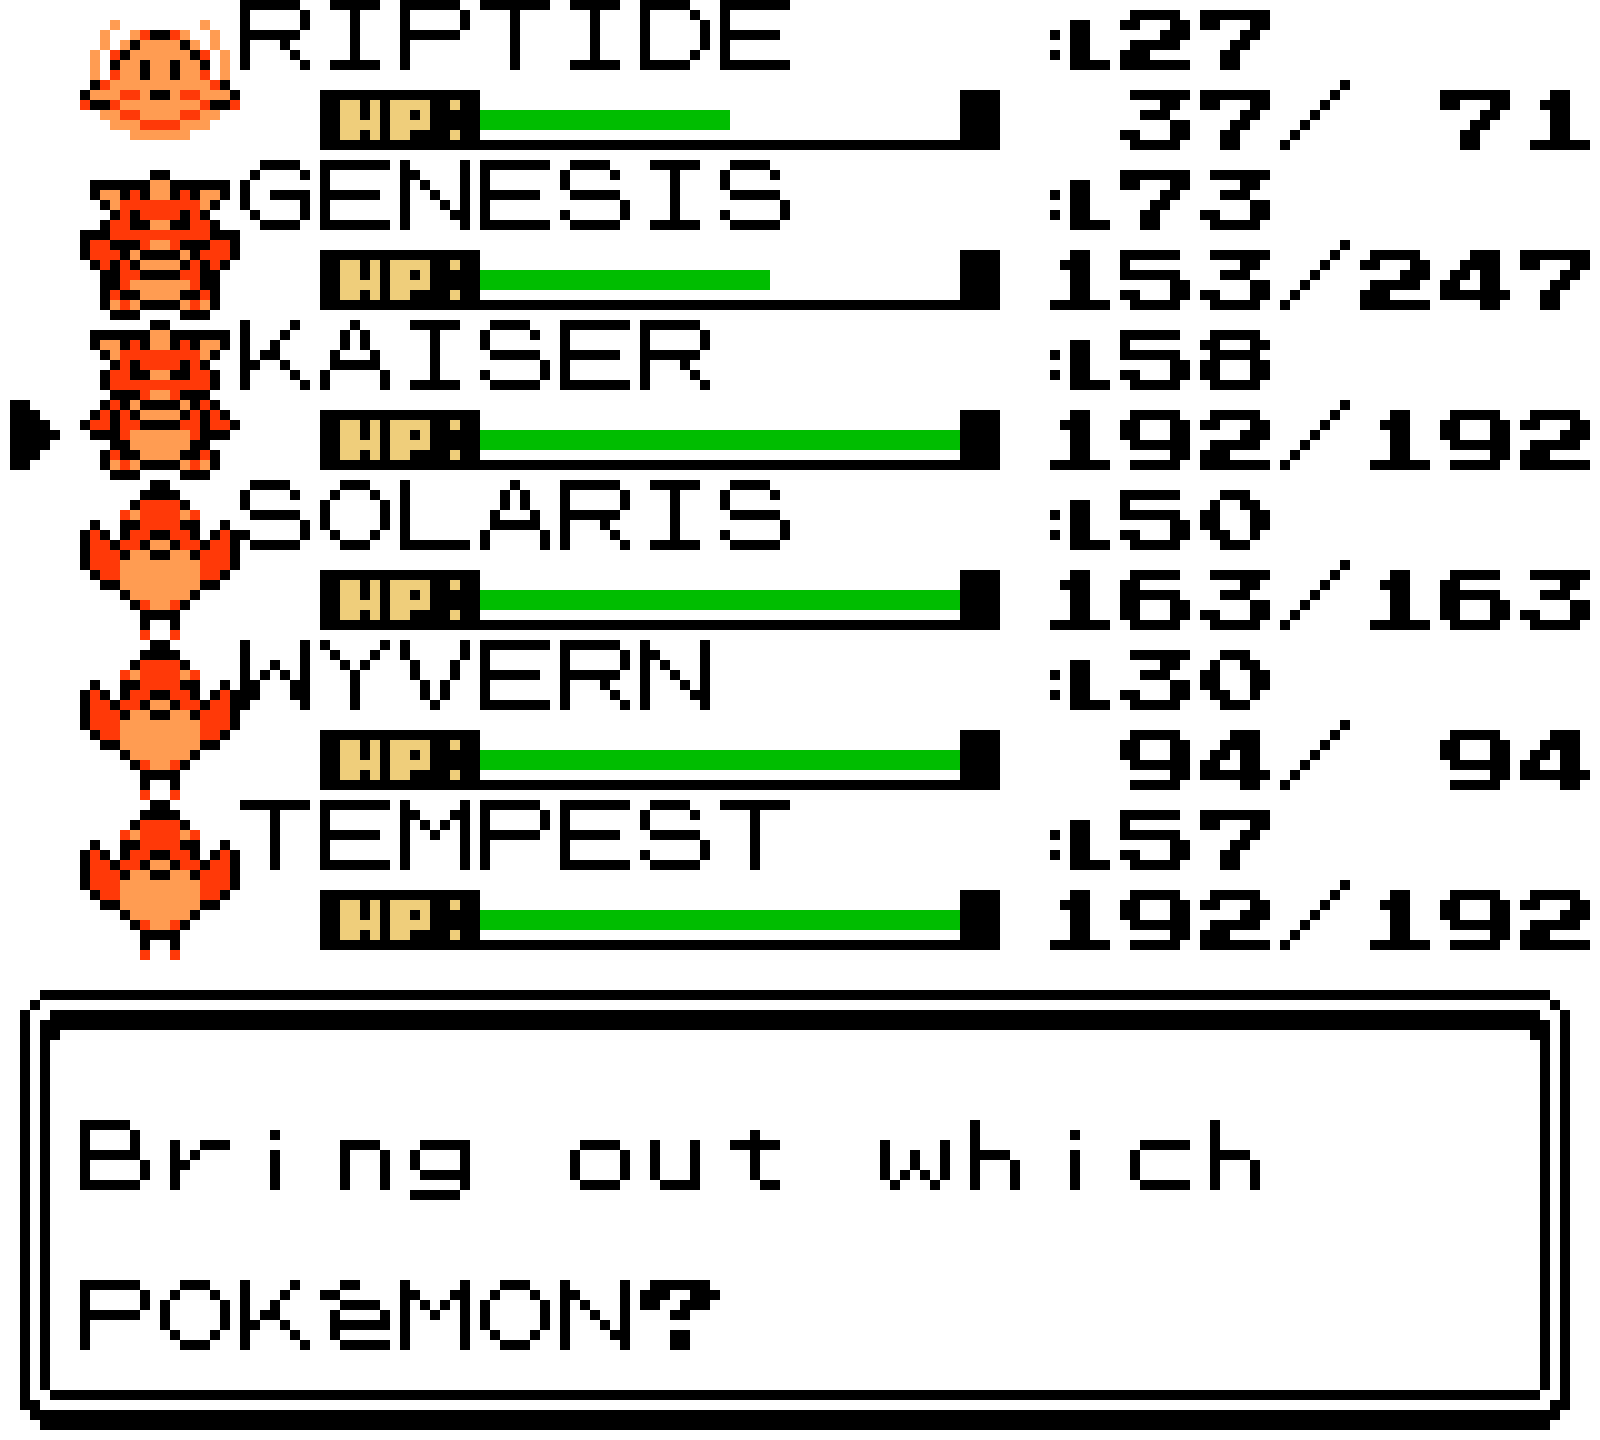 RIPTIDE :L27
HP: 37/ 71
GENESIS :L73
HP: 153/247
KAISER :L58
HP: 192/192
SOLARIS :L50
HP: 163/163
WYVERN :L30
HP: 94/ 94
TEMPEST :L57
HP: 192/192
Bring out which
POKéMON?